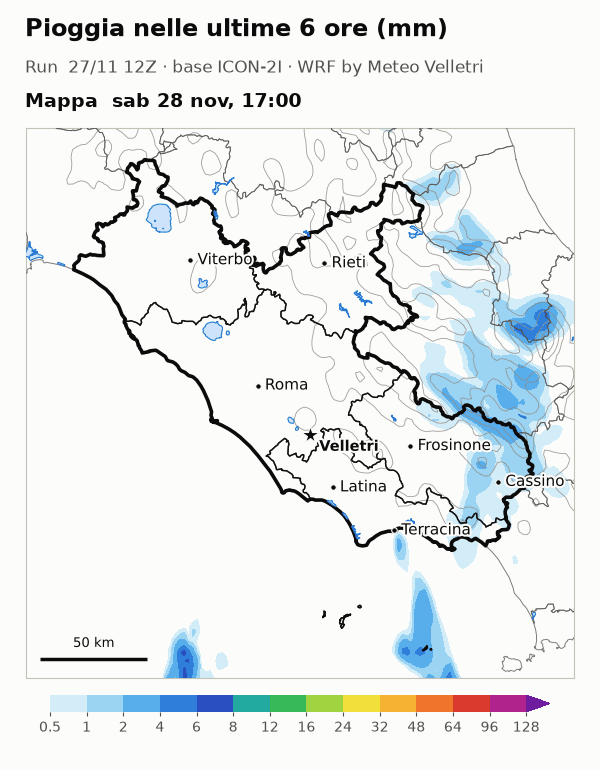 Pioggia nelle ultime 6 ore (mm)
Run  27/11 12Z · base ICON-2I · WRF by Meteo Velletri
Mappa  sab 28 nov, 17:00
Viterbo
Rieti
Roma
Velletri
Frosinone
Cassino
Latina
Terracina
50 km
0.5 1 2 4 6 8 12 16 24 32 48 64 96 128